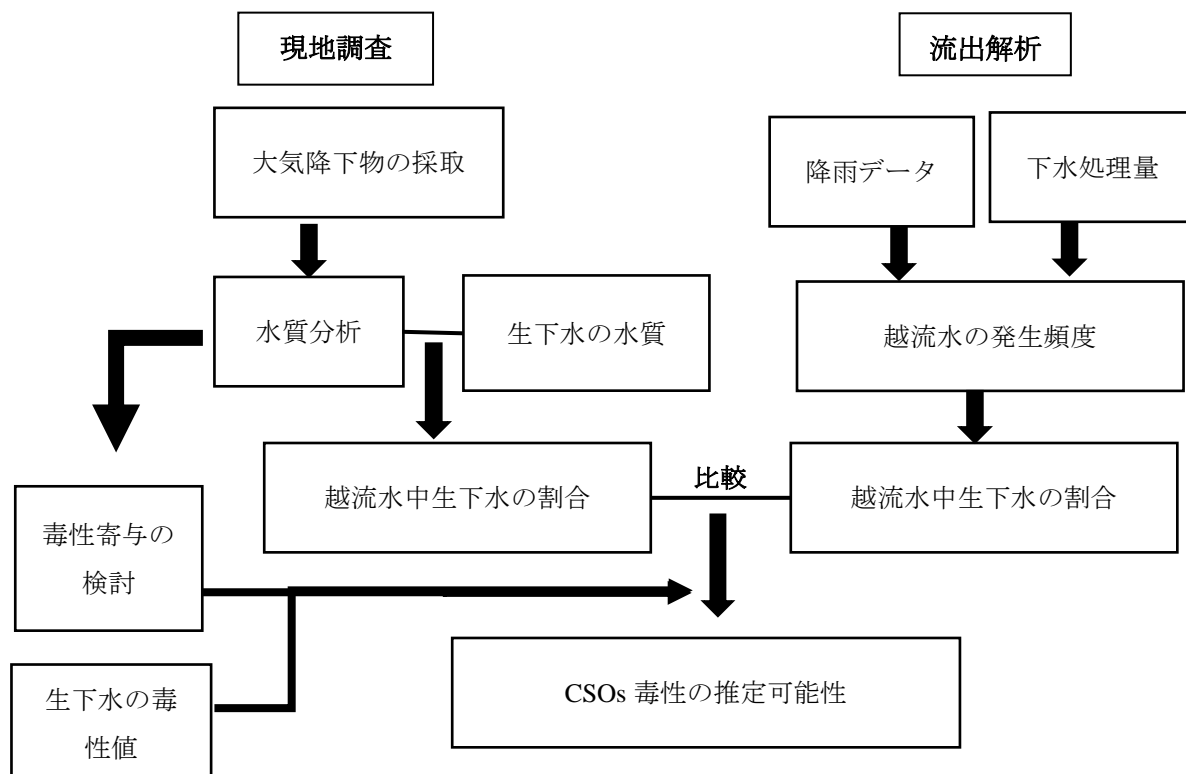 現地調査
流出解析
大気降下物の採取
降雨データ
下水処理量
水質分析
生下水の水質
越流水の発生頻度
越流水中生下水の割合
比較
越流水中生下水の割合
毒性寄与の
検討
CSOs 毒性の推定可能性
生下水の毒
性値